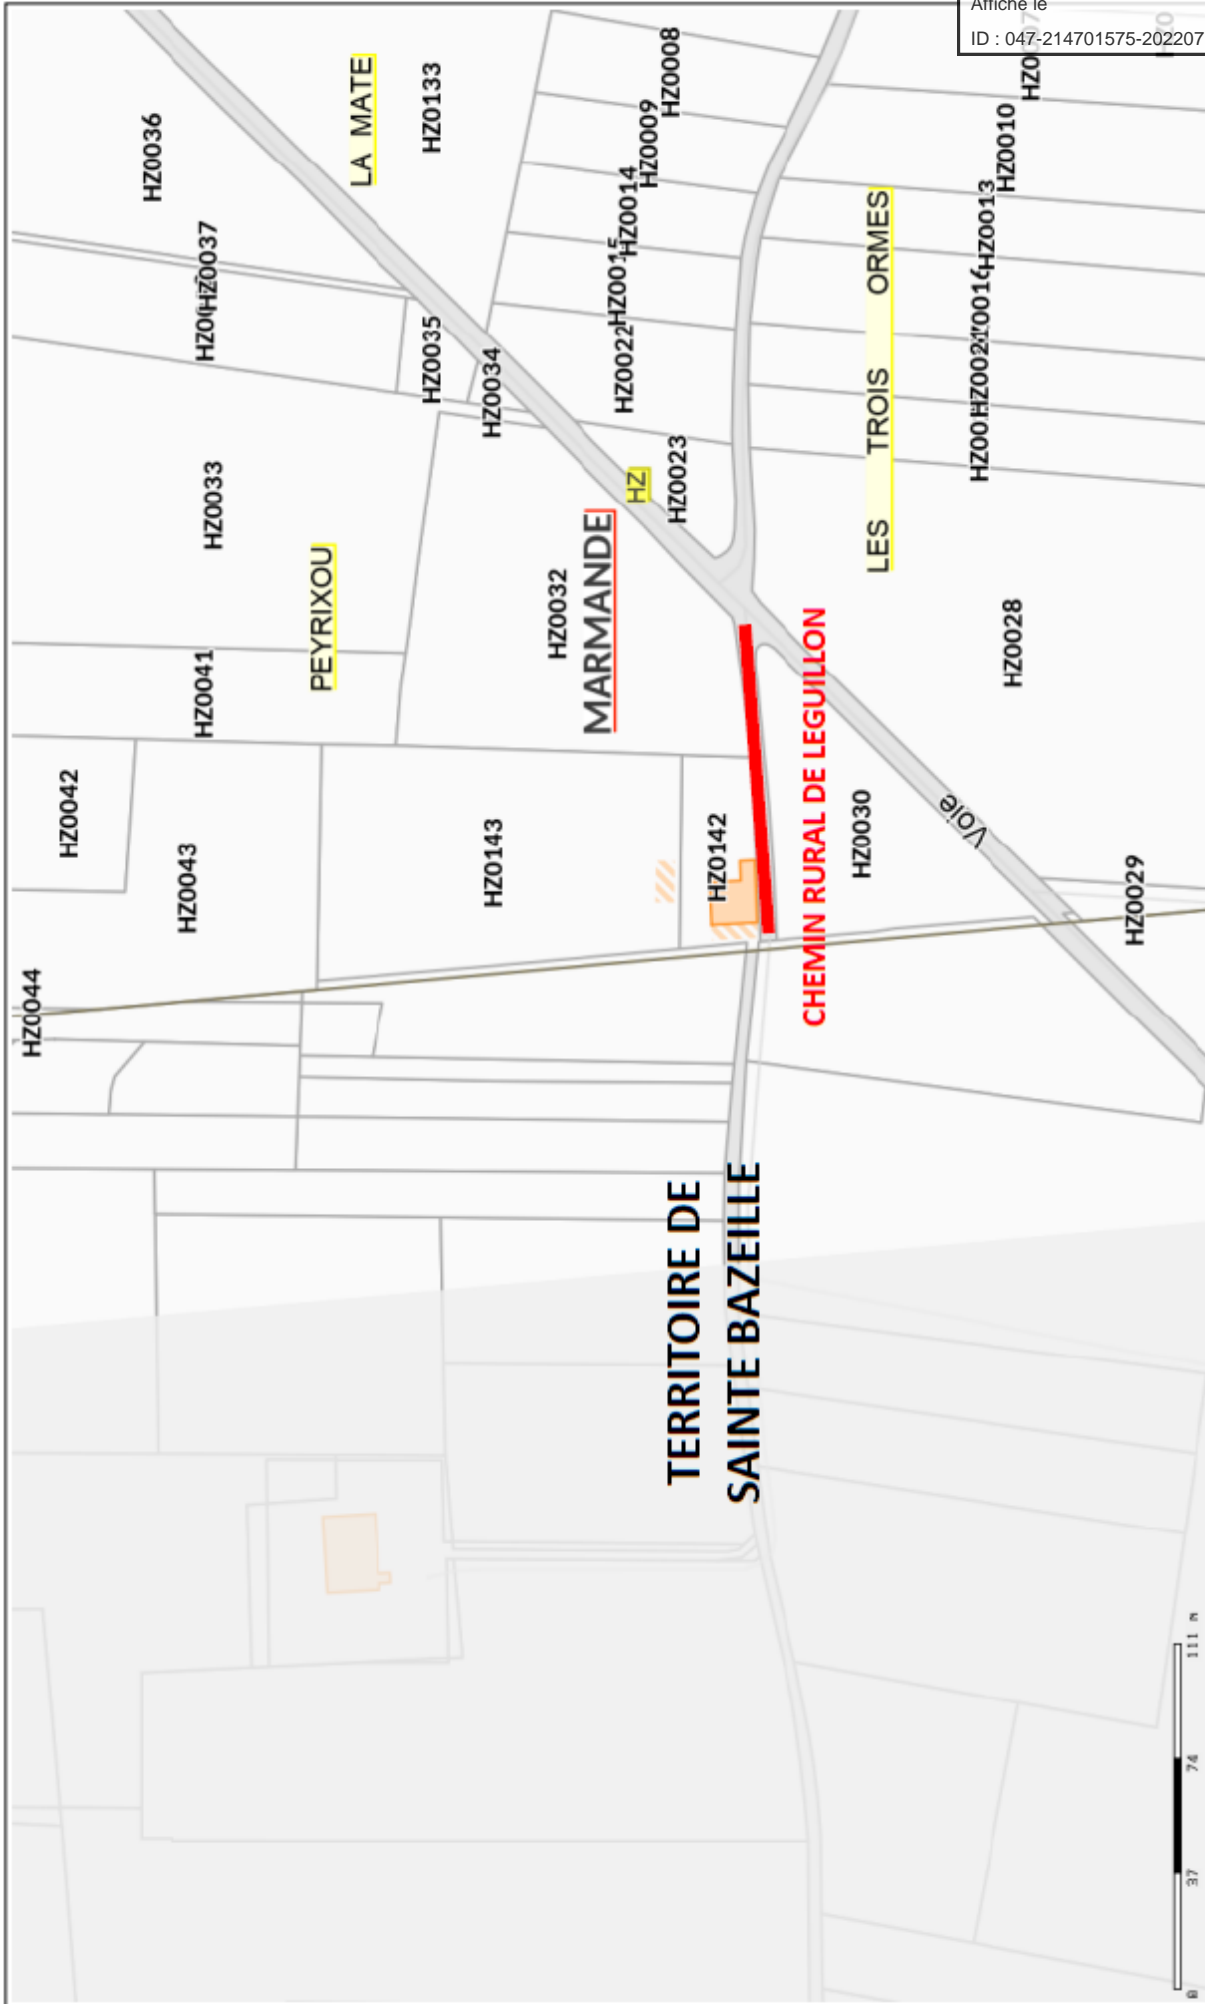 Affiché le
ID : 047-214701575-202207
HZ0044
HZ0042
HZ0043
HZ0041
HZ0036
HZ0037
HZ0033
PEYRIXOU
LA MATE
HZ0133
HZ0035
HZ0034
HZ0143
HZ0032
MARMANDE
HZ
HZ0023
HZ0022
HZ0015
HZ0014
HZ0009
HZ0008
TERRITOIRE DE
SAINTE BAZEILLE
HZ0142
CHEMIN RURAL DE LEGUILLON
HZ0030
LES TROIS ORMES
Voie
HZ0028
HZ0013
HZ0010
HZ0029
0 37 74 111 m